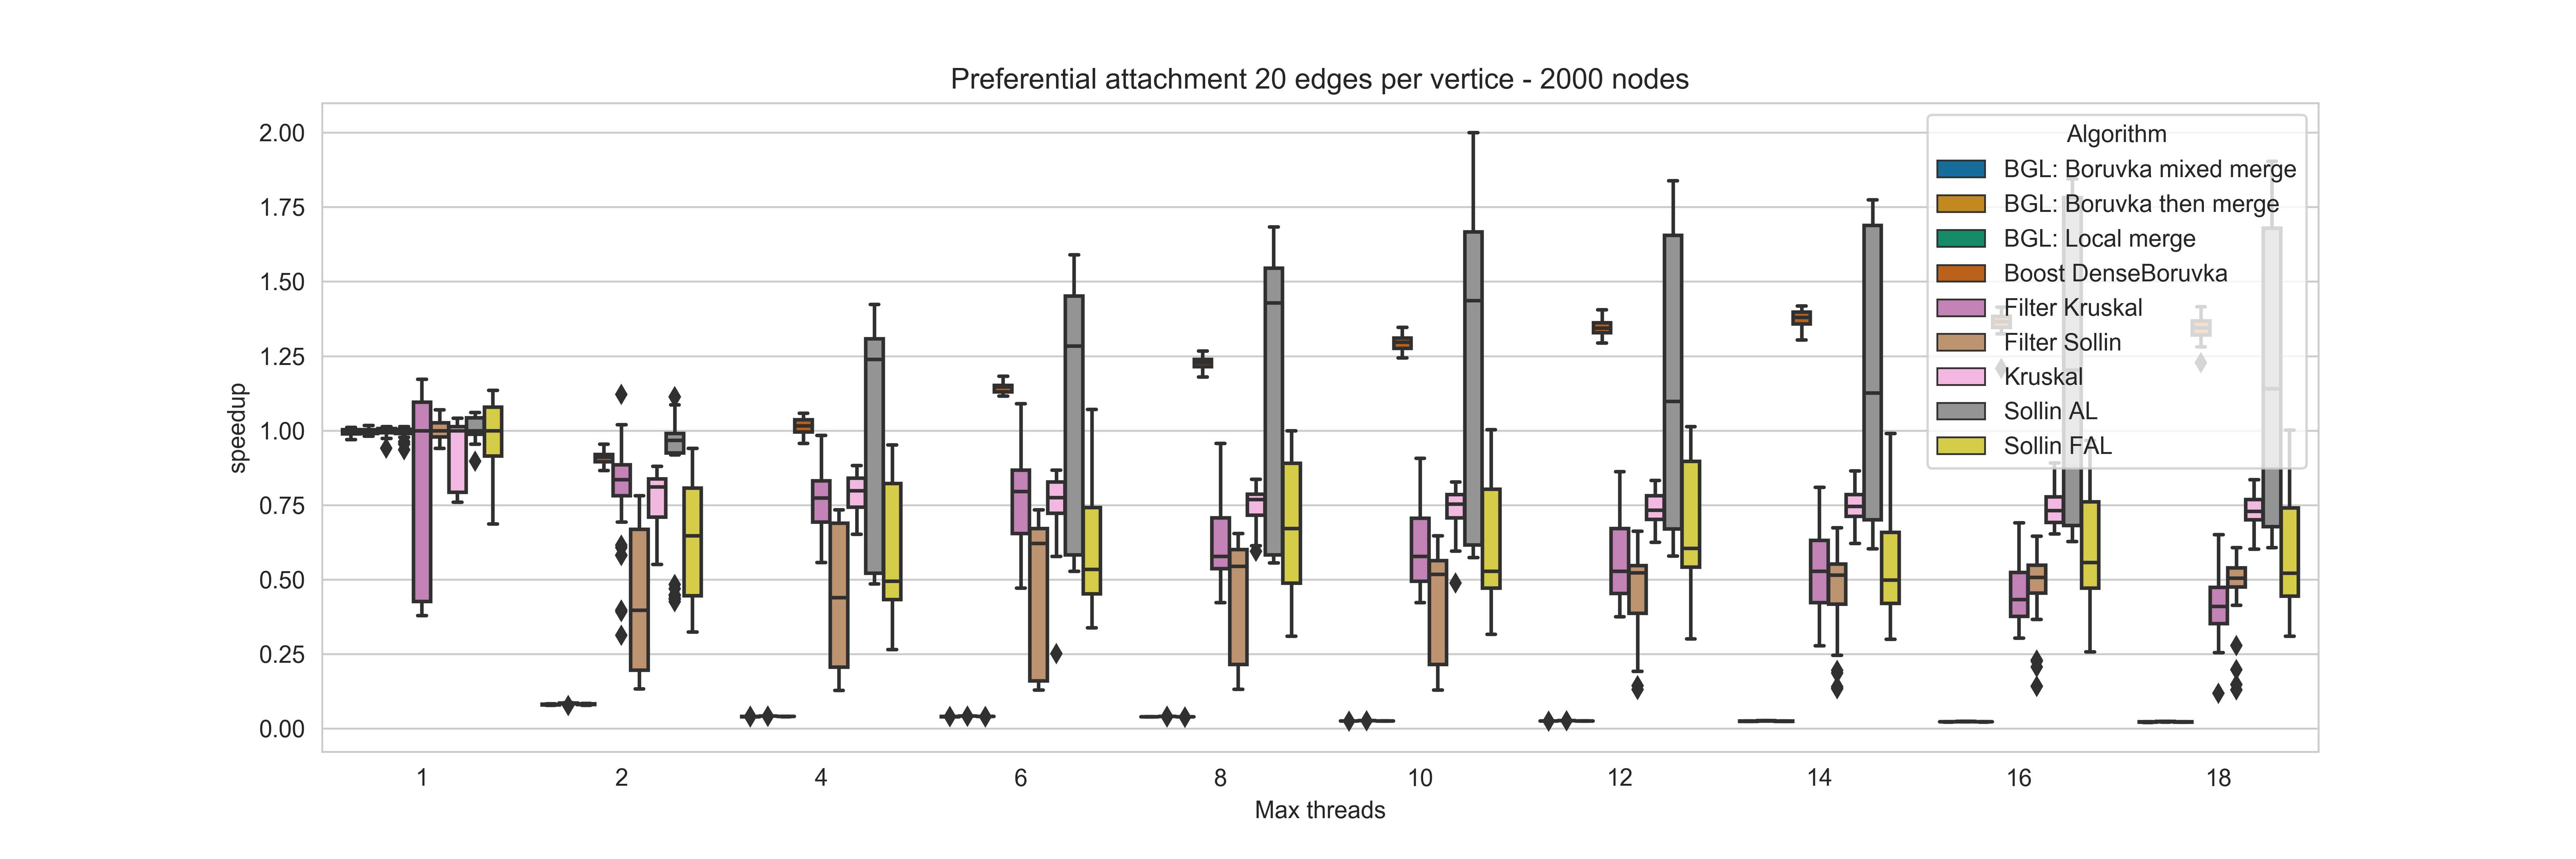 Preferential attachment 20 edges per vertice - 2000 nodes
2.00
1.75
1.50
1.25
1.00
0.75
0.50
0.25
0.00
speedup
Algorithm
BGL: Boruvka mixed merge
BGL: Boruvka then merge
BGL: Local merge
Boost DenseBoruvka
Filter Kruskal
Filter Sollin
Kruskal
Sollin AL
Sollin FAL
1 2 4 6 8 10 12 14 16 18
Max threads